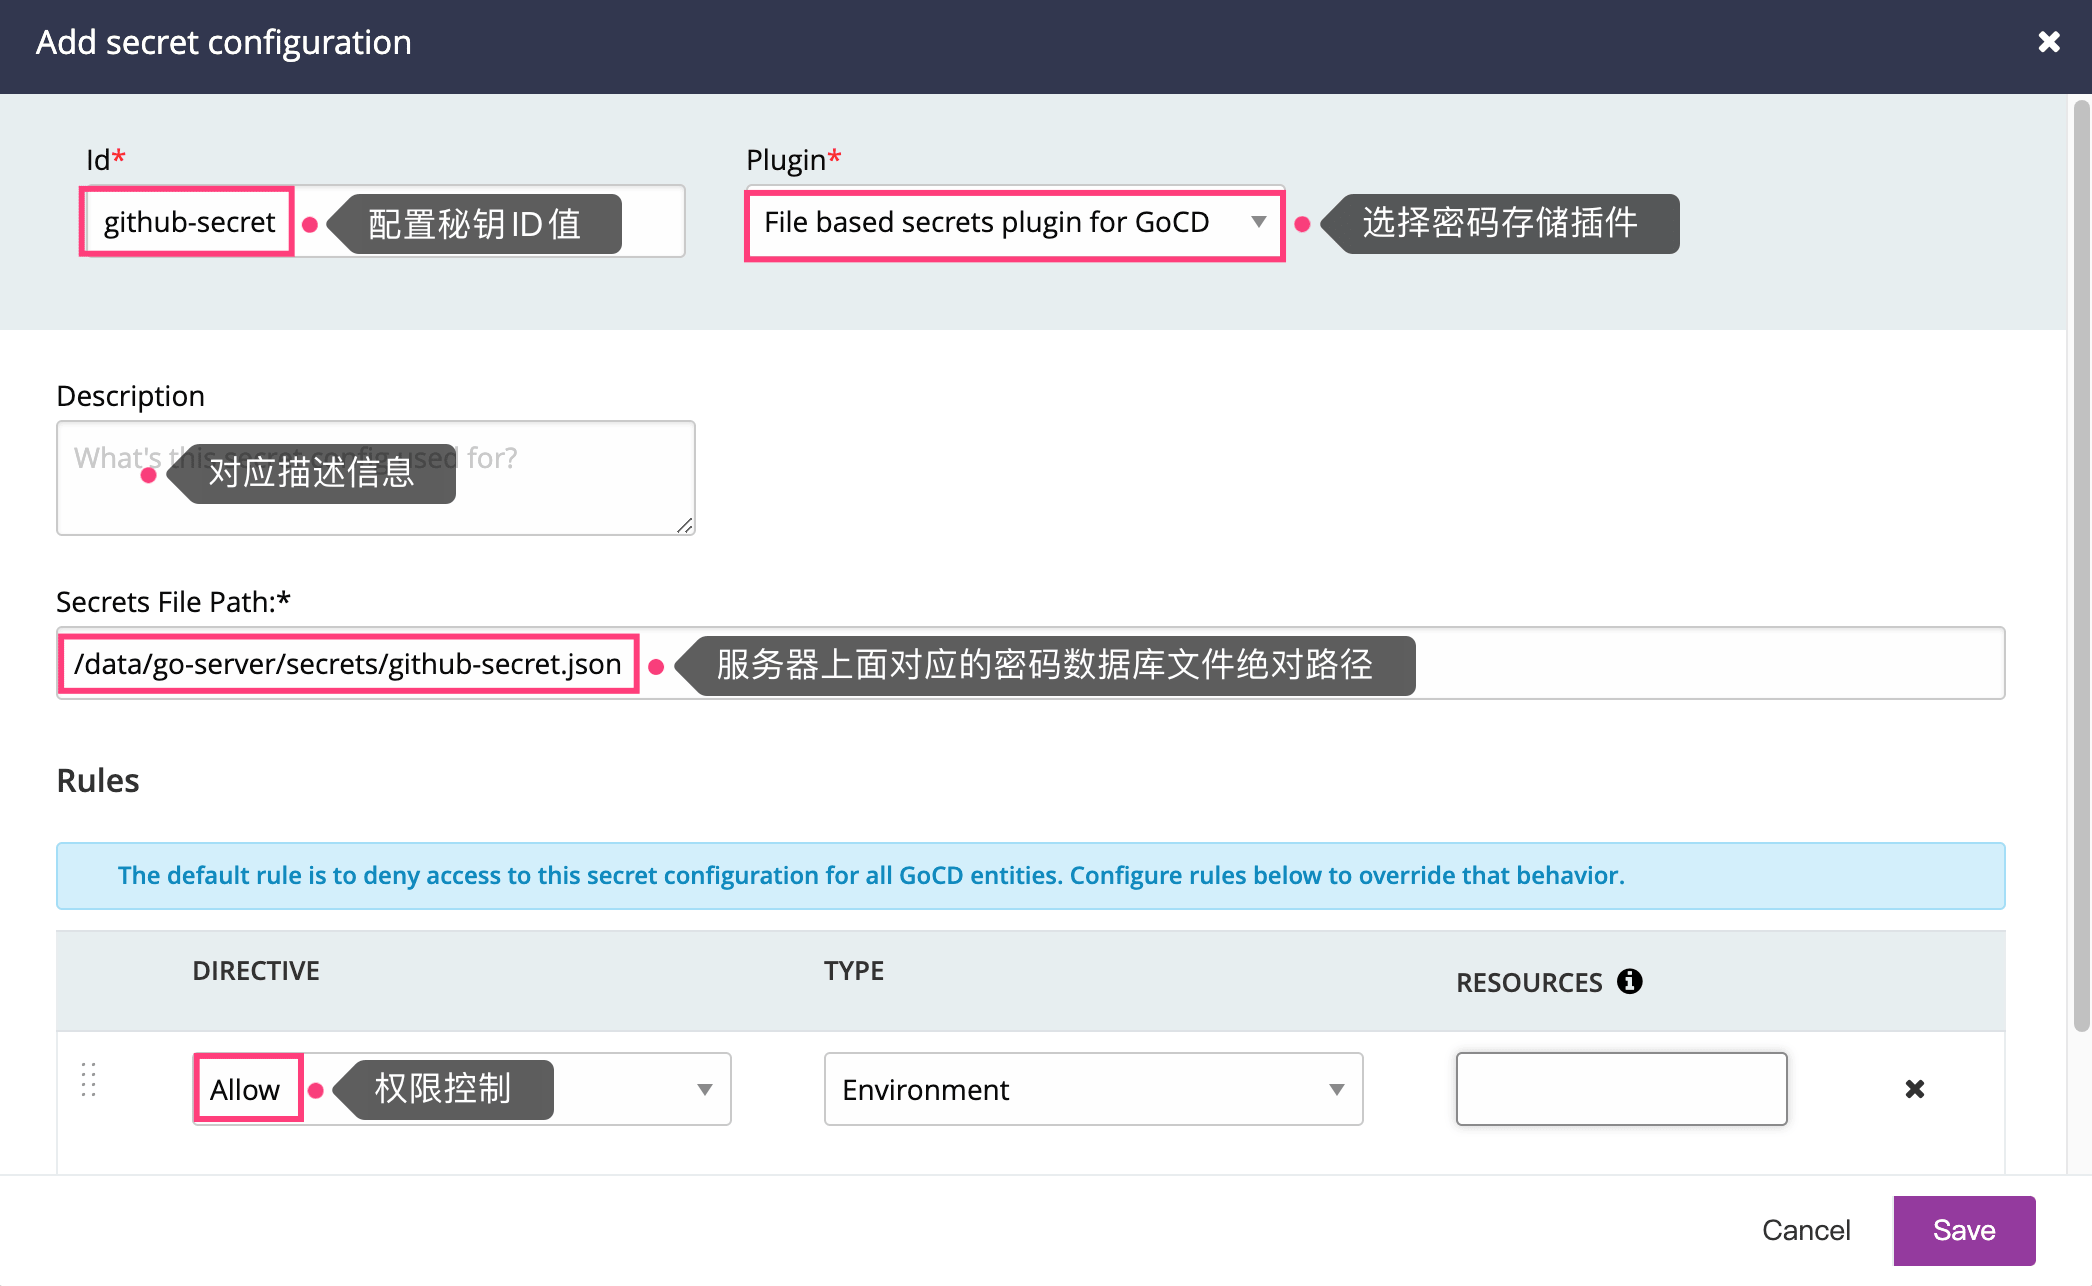 Add secret configuration
Id*
Plugin*
github-secret
配置秘钥ID值
File based secrets plugin for GoCD
选择密码存储插件
Description
What's this secret config used for?
对应描述信息
Secrets File Path:*
/data/go-server/secrets/github-secret.json
服务器上面对应的密码数据库文件绝对路径
Rules
The default rule is to deny access to this secret configuration for all GoCD entities. Configure rules below to override that behavior.
DIRECTIVE
TYPE
RESOURCES
Allow
权限控制
Environment
Cancel
Save